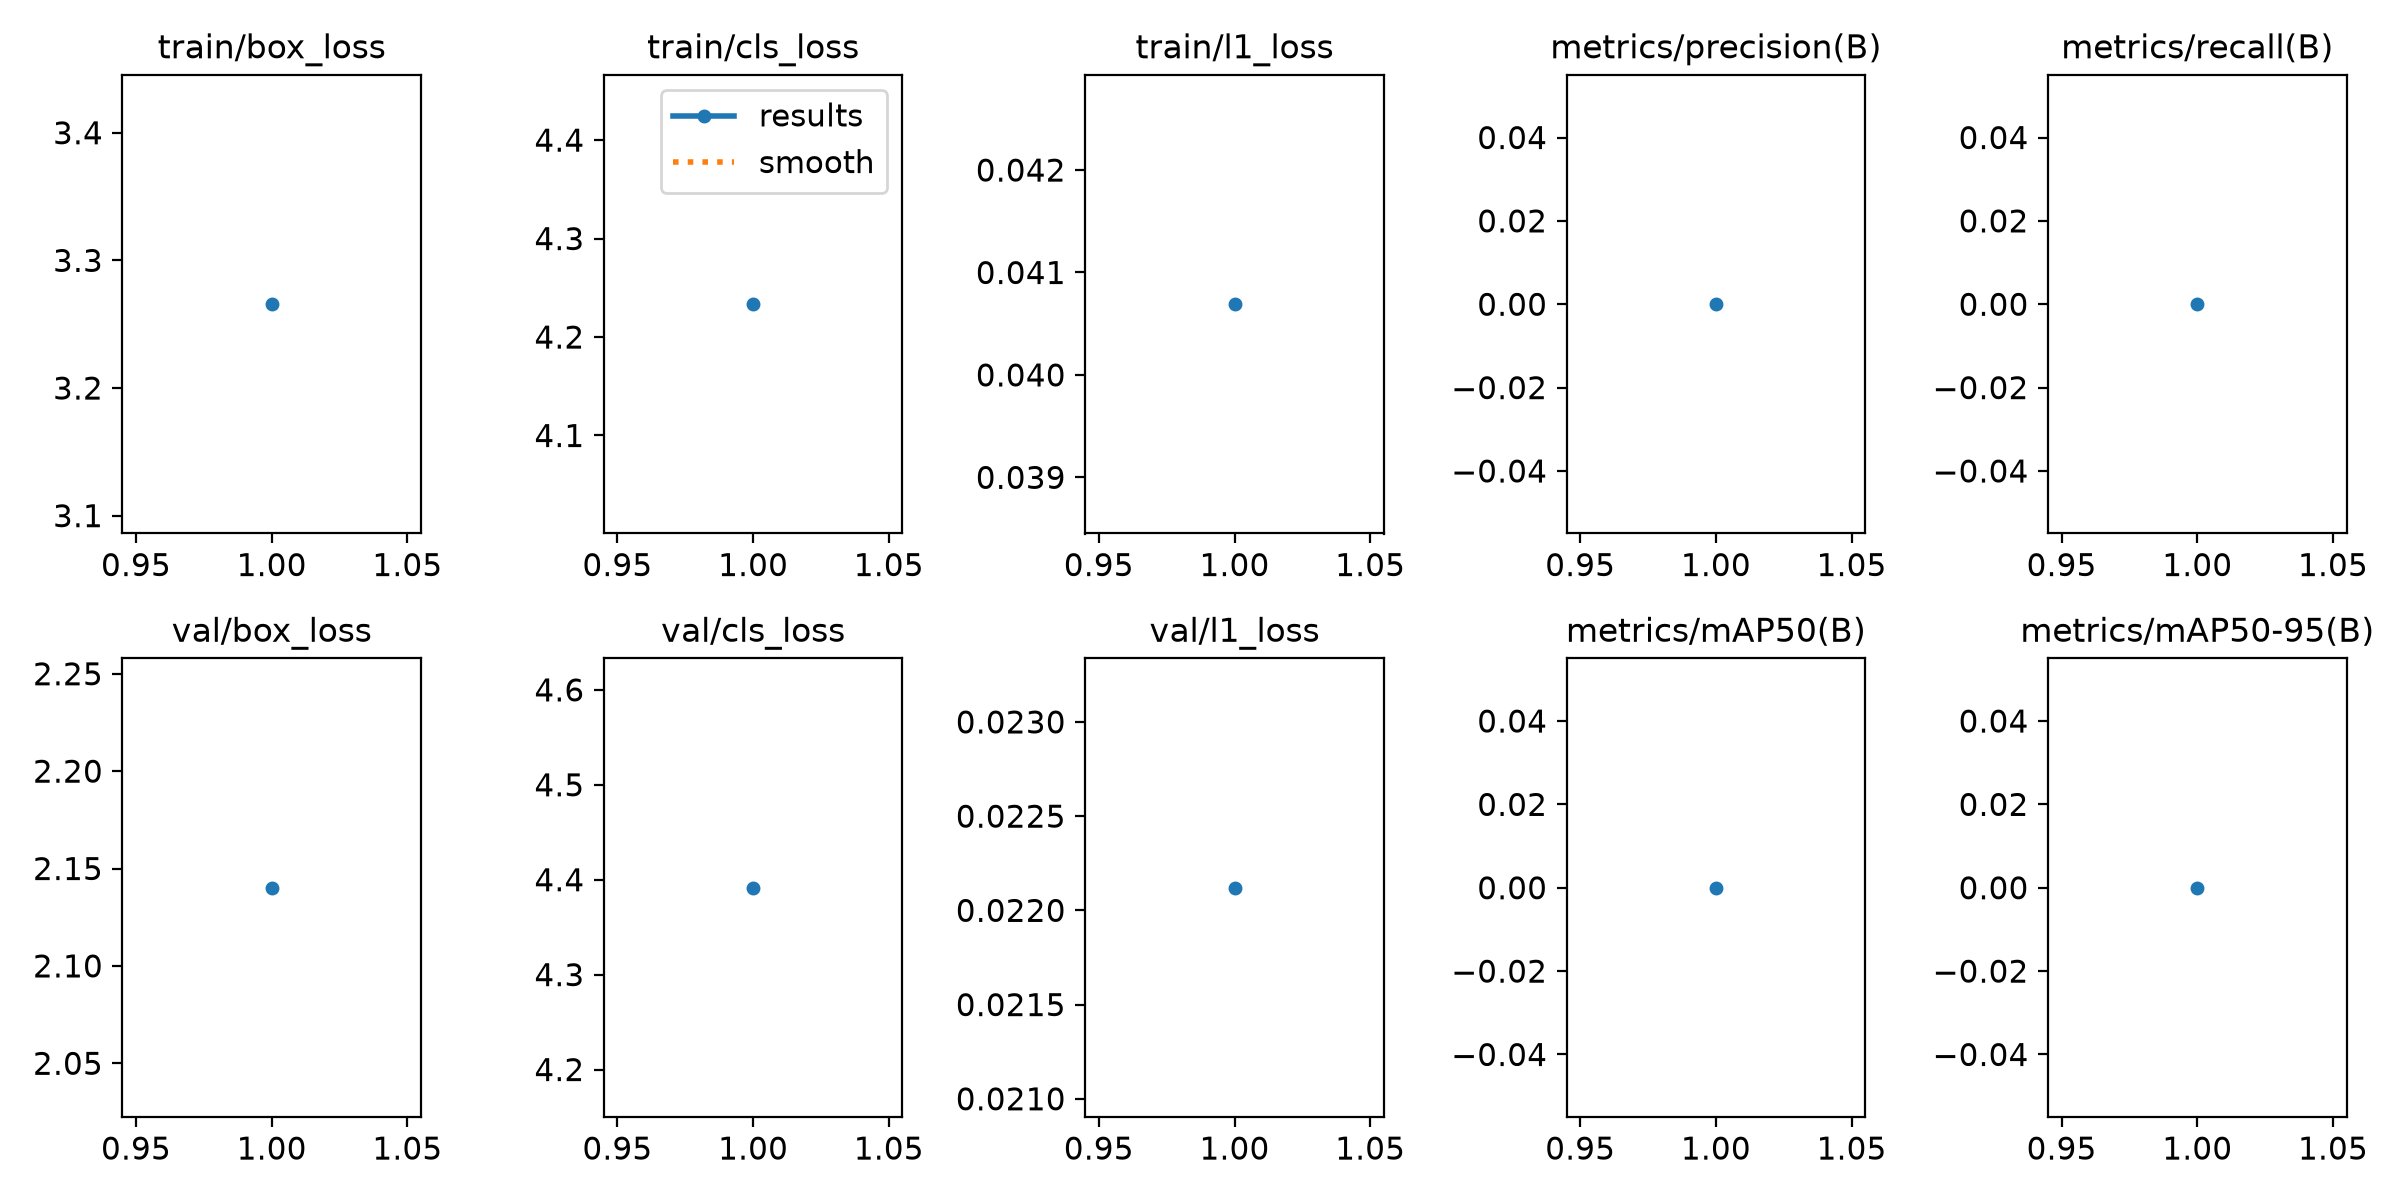 train/box_loss
3.4
3.3
3.2
3.1
0.95 1.00 1.05
train/cls_loss
results
smooth
4.4
4.3
4.2
4.1
0.95 1.00 1.05
train/l1_loss
0.042
0.041
0.040
0.039
0.95 1.00 1.05
metrics/precision(B)
0.04
0.02
0.00
−0.02
−0.04
0.95 1.00 1.05
metrics/recall(B)
0.04
0.02
0.00
−0.02
−0.04
0.95 1.00 1.05
val/box_loss
2.25
2.20
2.15
2.10
2.05
0.95 1.00 1.05
val/cls_loss
4.6
4.5
4.4
4.3
4.2
0.95 1.00 1.05
val/l1_loss
0.0230
0.0225
0.0220
0.0215
0.0210
0.95 1.00 1.05
metrics/mAP50(B)
0.04
0.02
0.00
−0.02
−0.04
0.95 1.00 1.05
metrics/mAP50-95(B)
0.04
0.02
0.00
−0.02
−0.04
0.95 1.00 1.05